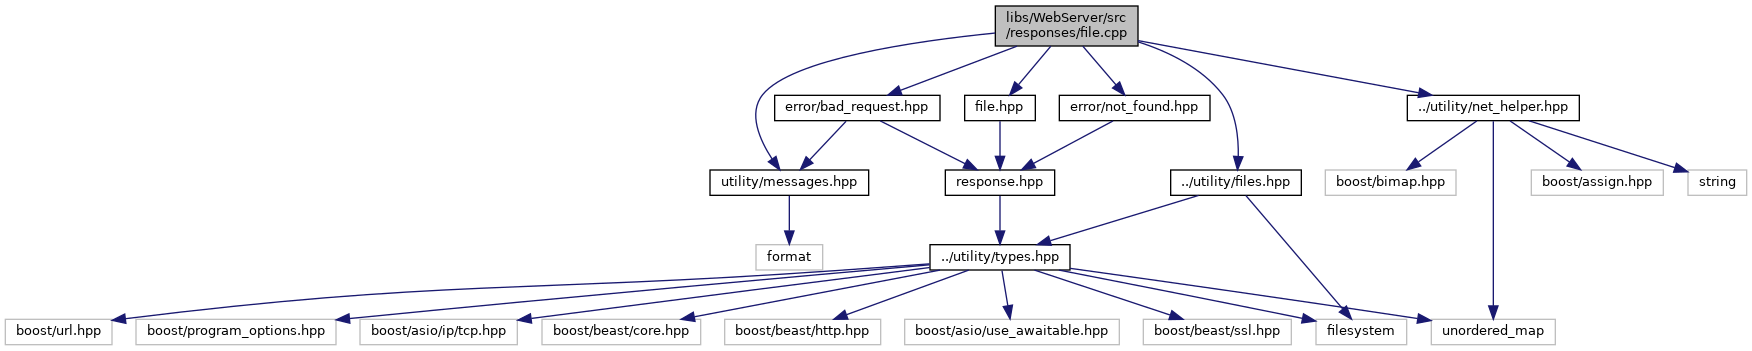 libs/WebServer/src
/responses/file.cpp
error/bad_request.hpp
file.hpp
error/not_found.hpp
../utility/net_helper.hpp
utility/messages.hpp
response.hpp
../utility/files.hpp
boost/bimap.hpp
boost/assign.hpp
string
format
../utility/types.hpp
boost/url.hpp
boost/program_options.hpp
boost/asio/ip/tcp.hpp
boost/beast/core.hpp
boost/beast/http.hpp
boost/asio/use_awaitable.hpp
boost/beast/ssl.hpp
filesystem
unordered_map